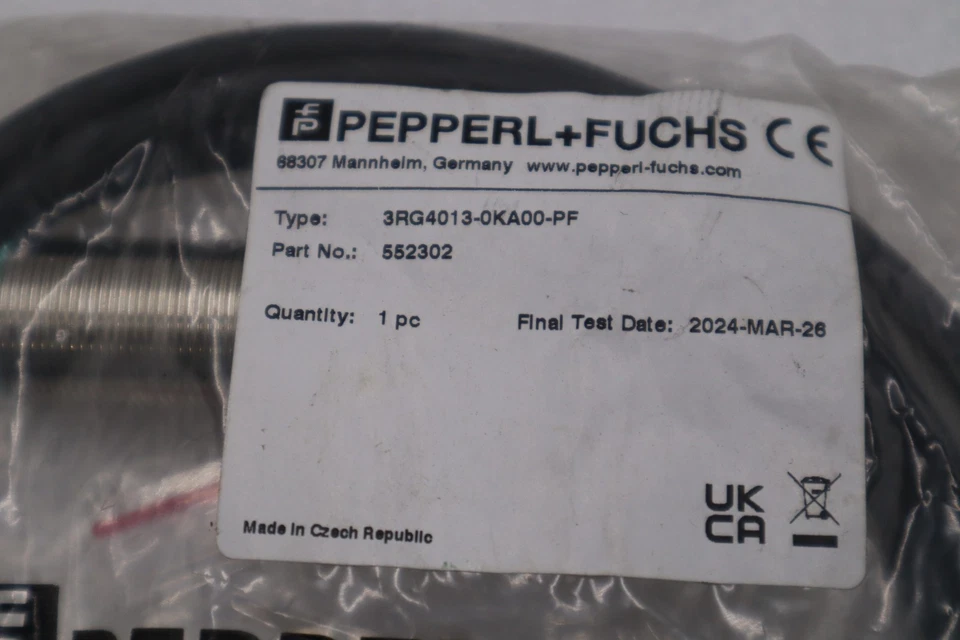 PEPPERL+FUCHS CE
68307 Mannheim, Germany www.pepperl-fuchs.com
Type: 3RG4013-0KA00-PF
Part No.: 552302
Quantity: 1 pc Final Test Date: 2024-MAR-26
UK
CA
Made in Czech Republic